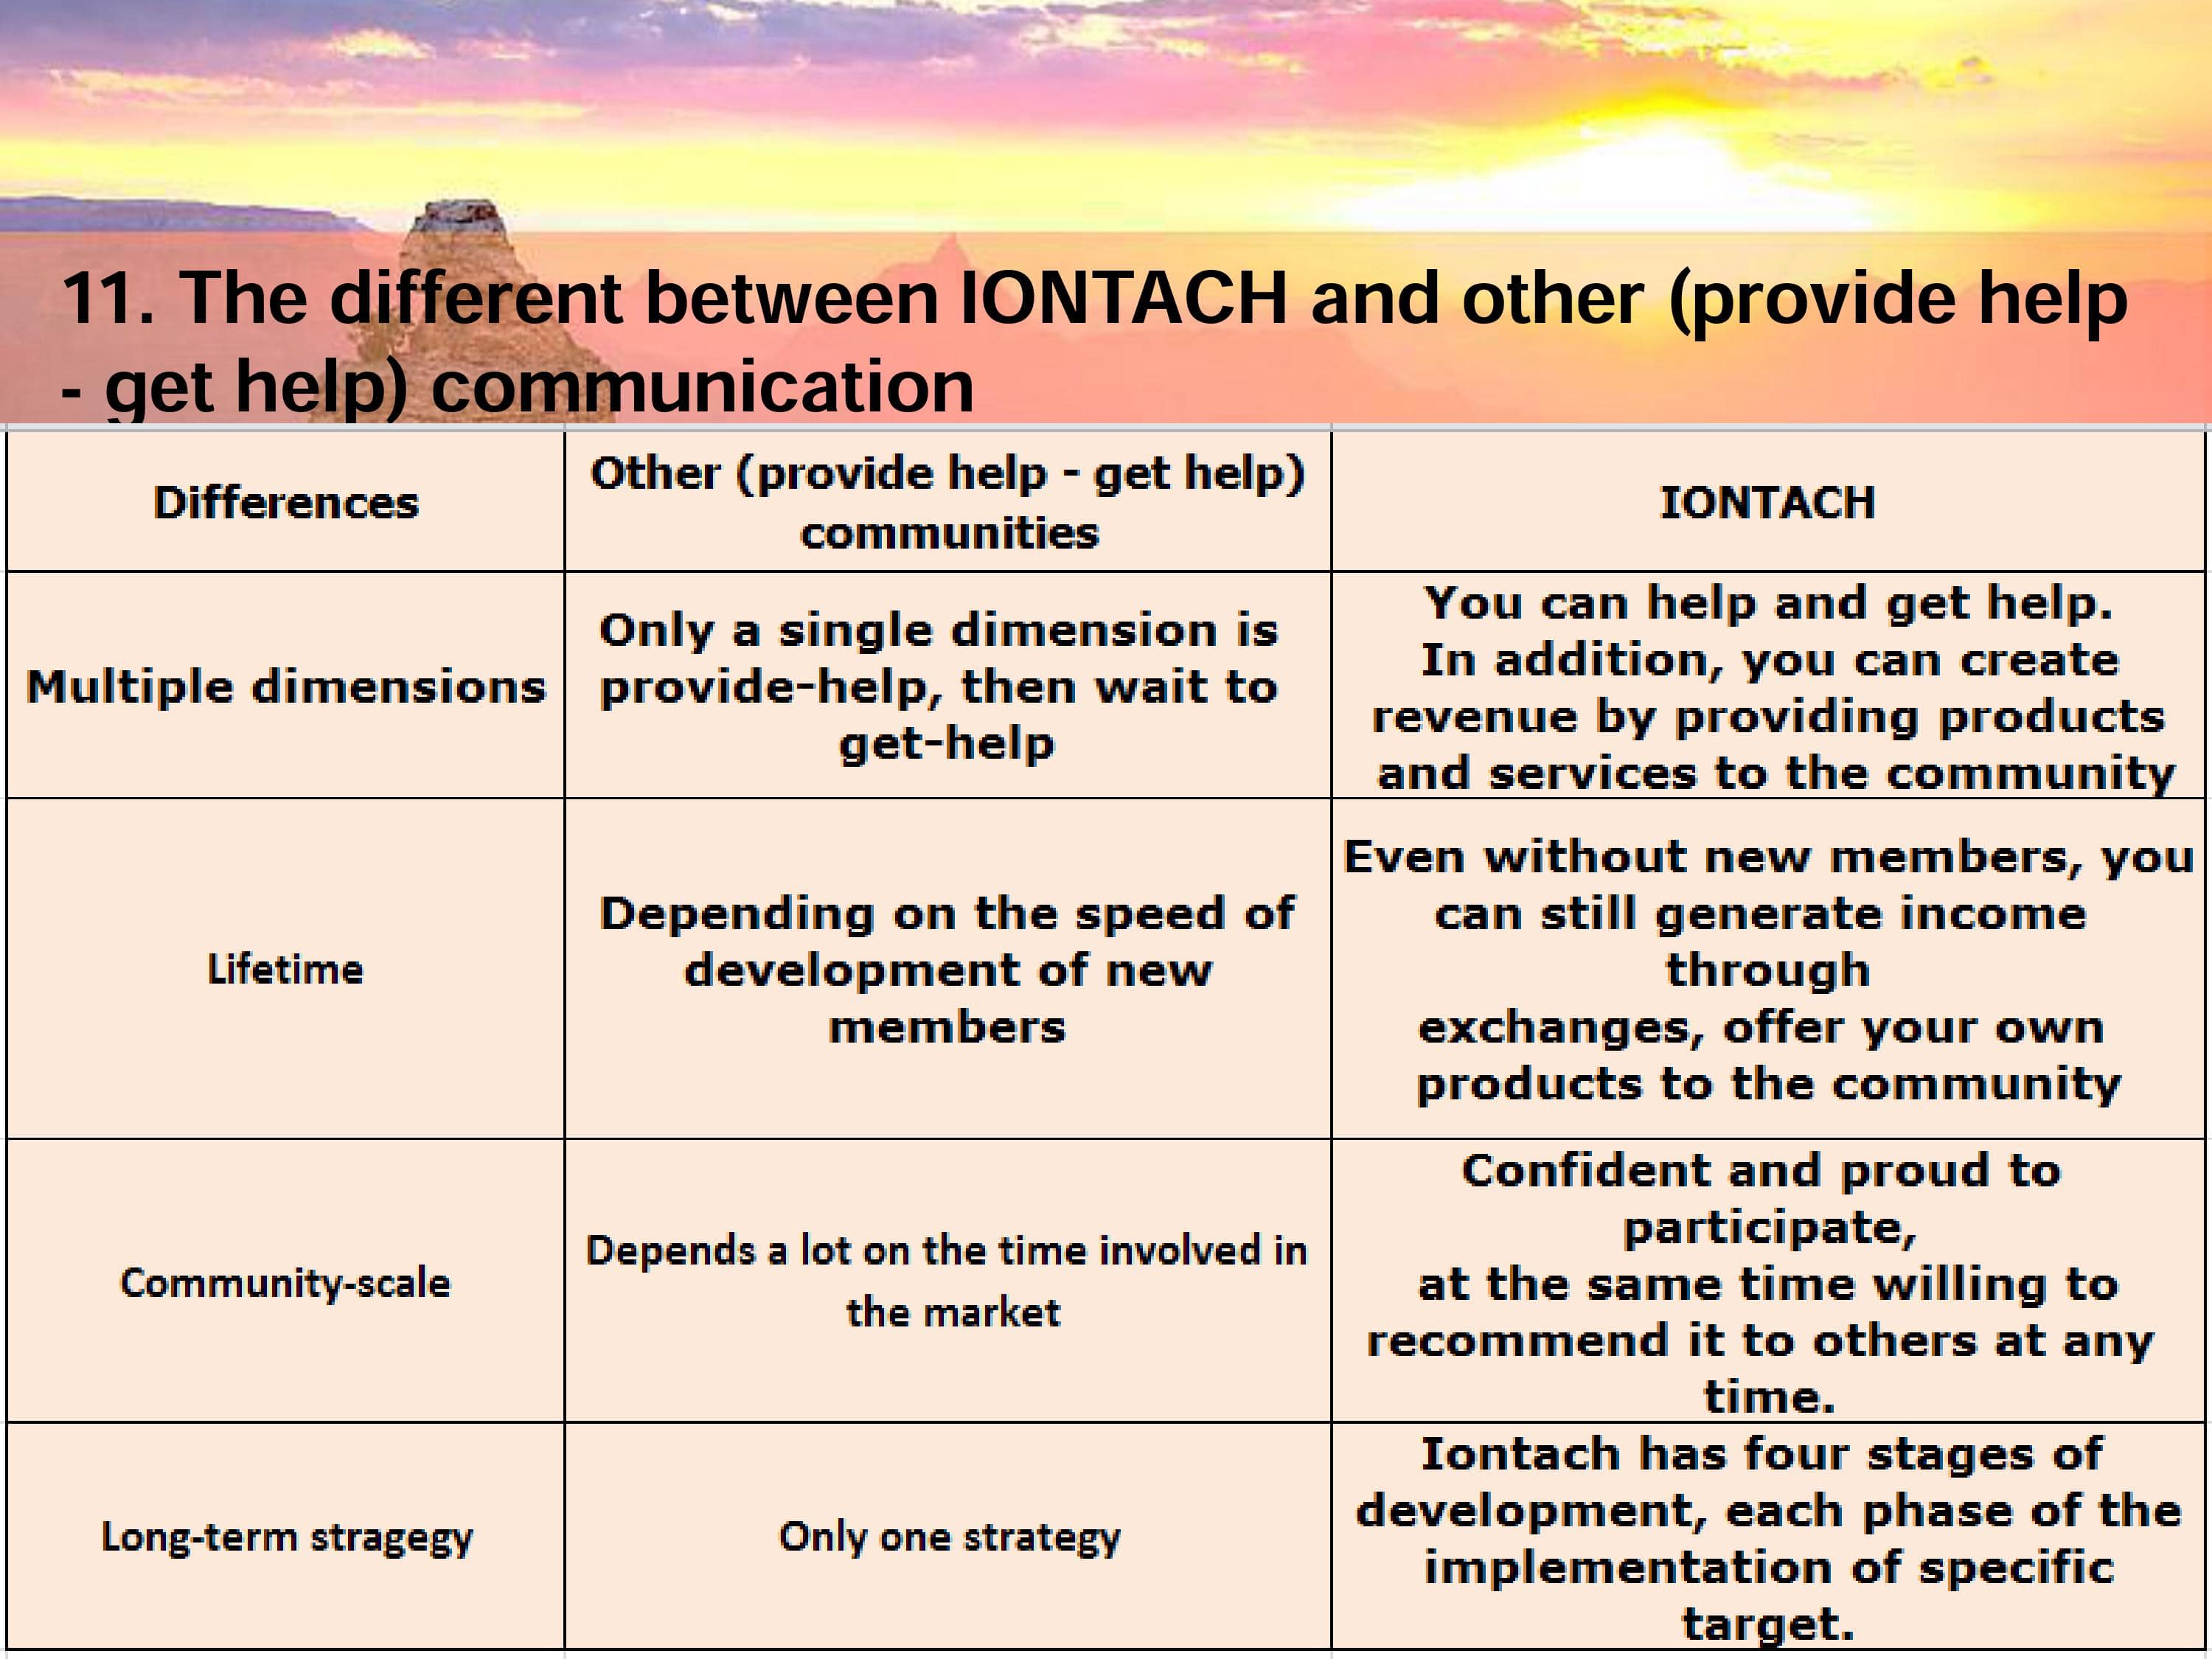 11. The different between IONTACH and other (provide help
- get help) communication
Differences
Other (provide help - get help)
communities
IONTACH
Multiple dimensions
Only a single dimension is
provide-help, then wait to
get-help
You can help and get help.
In addition, you can create
revenue by providing products
and services to the community
Lifetime
Depending on the speed of
development of new
members
Even without new members, you
can still generate income
through
exchanges, offer your own
products to the community
Community-scale
Depends a lot on the time involved in
the market
Confident and proud to
participate,
at the same time willing to
recommend it to others at any
time.
Long-term stragegy
Only one strategy
Iontach has four stages of
development, each phase of the
implementation of specific
target.